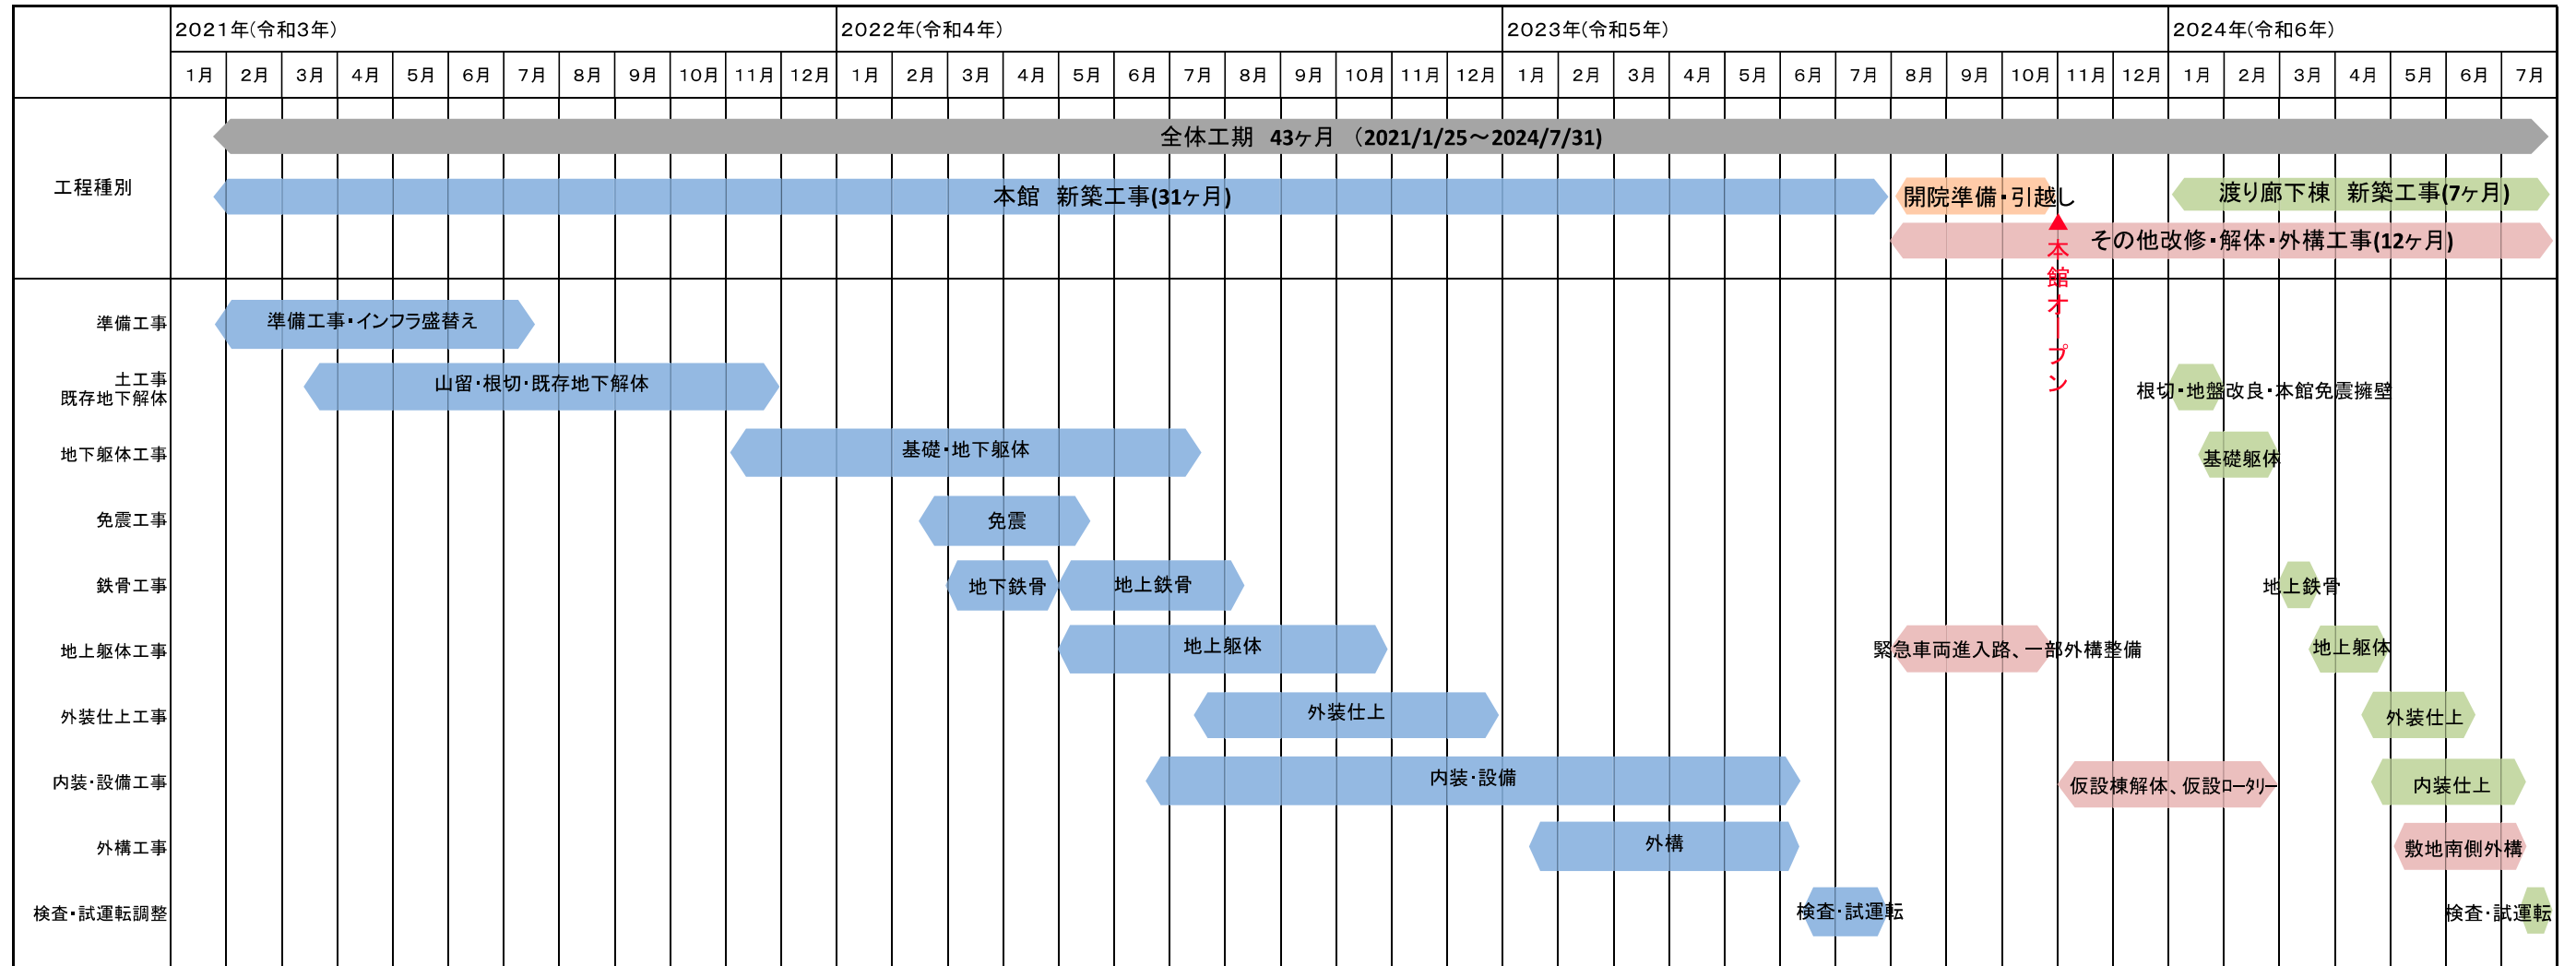 2021年(令和3年)
2022年(令和4年)
2023年(令和5年)
2024年(令和6年)
1月 2月 3月 4月 5月 6月 7月 8月 9月 10月 11月 12月 1月 2月 3月 4月 5月 6月 7月 8月 9月 10月 11月 12月 1月 2月 3月 4月 5月 6月 7月 8月 9月 10月 11月 12月 1月 2月 3月 4月 5月 6月 7月
工程種別
全体工期 43ヶ月 (2021/1/25～2024/7/31)
本館 新築工事(31ヶ月)
開院準備・引越し
渡り廊下棟 新築工事(7ヶ月)
その他改修・解体・外構工事(12ヶ月)
▲本館オープン
準備工事
準備工事・インフラ盛替え
土工事
既存地下解体
山留・根切・既存地下解体
根切・地盤改良・本館免震擁壁
地下躯体工事
基礎・地下躯体
基礎躯体
免震工事
免震
鉄骨工事
地下鉄骨
地上鉄骨
地上鉄骨
地上躯体工事
地上躯体
緊急車両進入路、一部外構整備
地上躯体
外装仕上工事
外装仕上
外装仕上
内装・設備工事
内装・設備
仮設棟解体、仮設ﾛｰﾀﾘｰ
内装仕上
外構工事
外構
敷地南側外構
検査・試運転調整
検査・試運転
検査・試運転